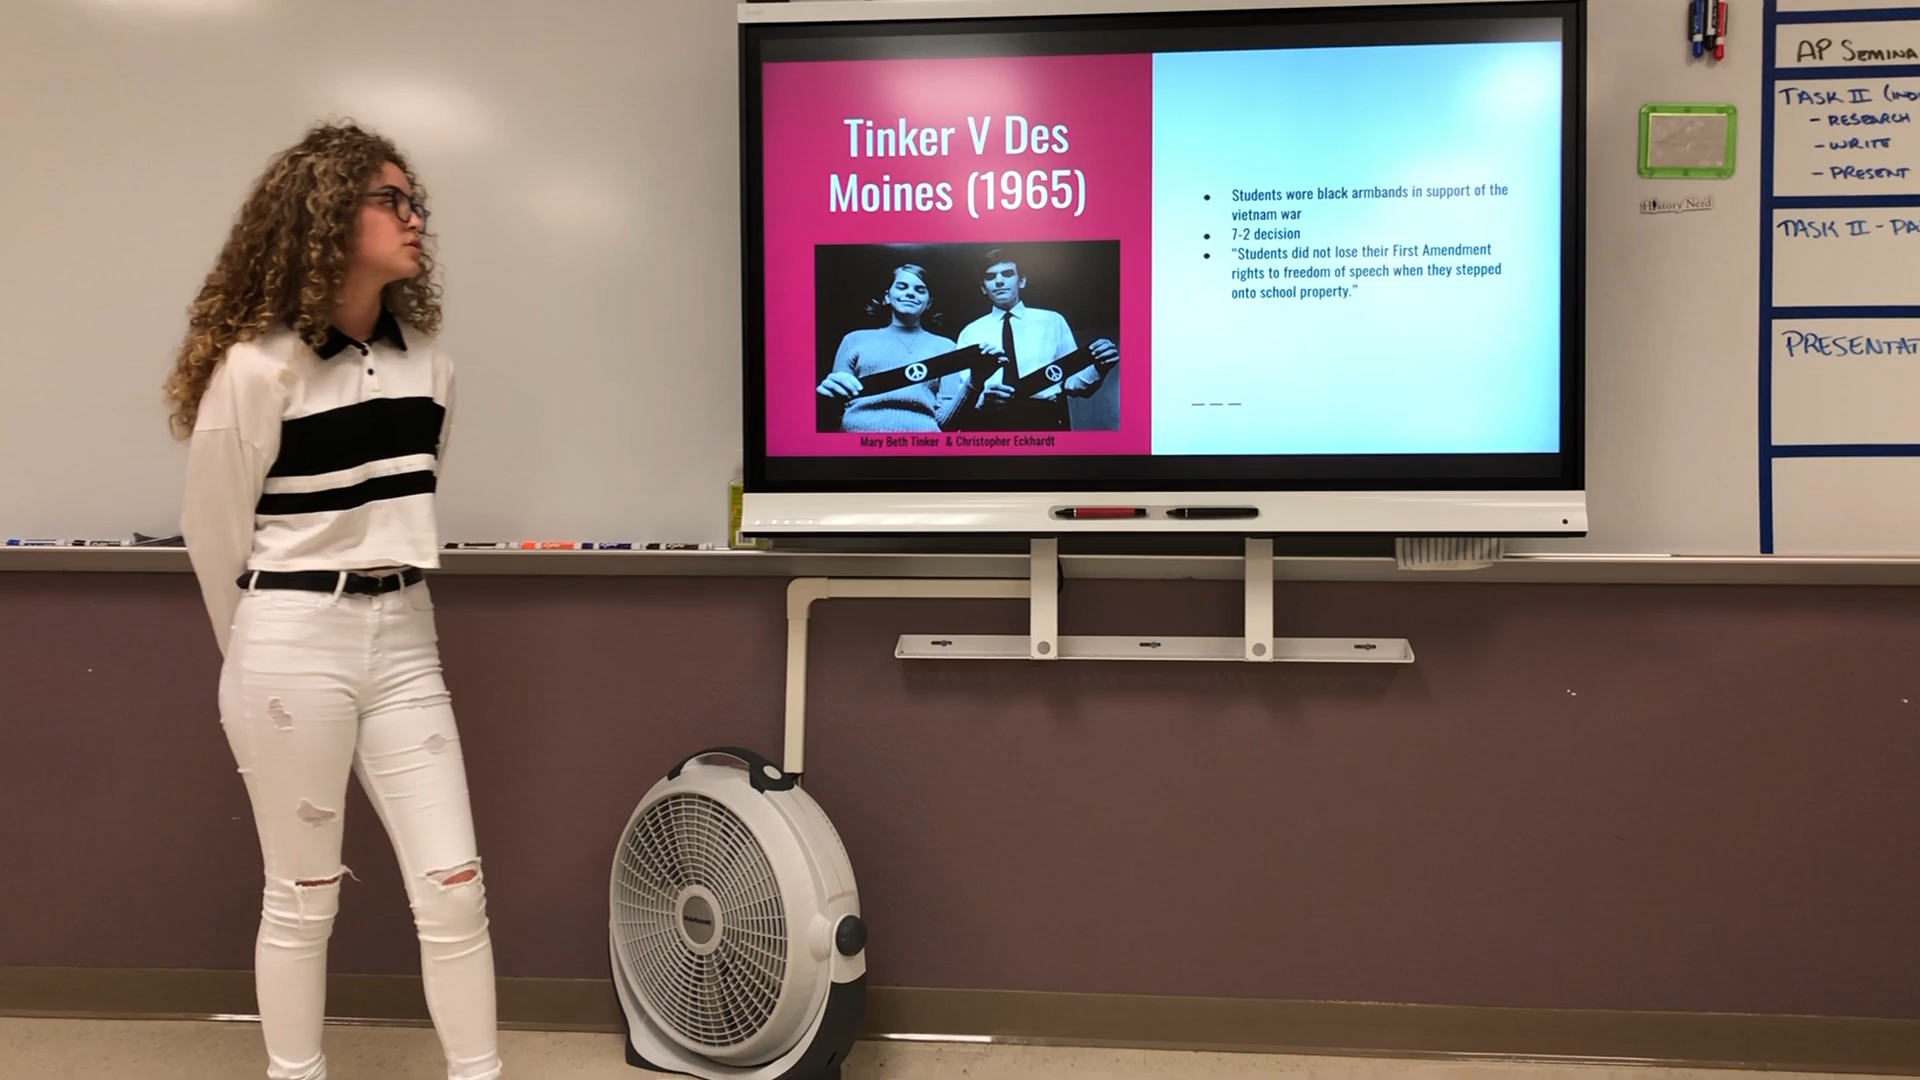 Tinker V Des
Moines (1965)
Mary Beth Tinker & Christopher Eckhardt
Students wore black armbands in support of the
vietnam war
7-2 decision
"Students did not lose their First Amendment
rights to freedom of speech when they stepped
onto school property."
History Nerd
AP SEMINA
TASK II (IND
- RESEARCH
- WRITE
- PRESENT
TASK II - PA
PRESENTAT